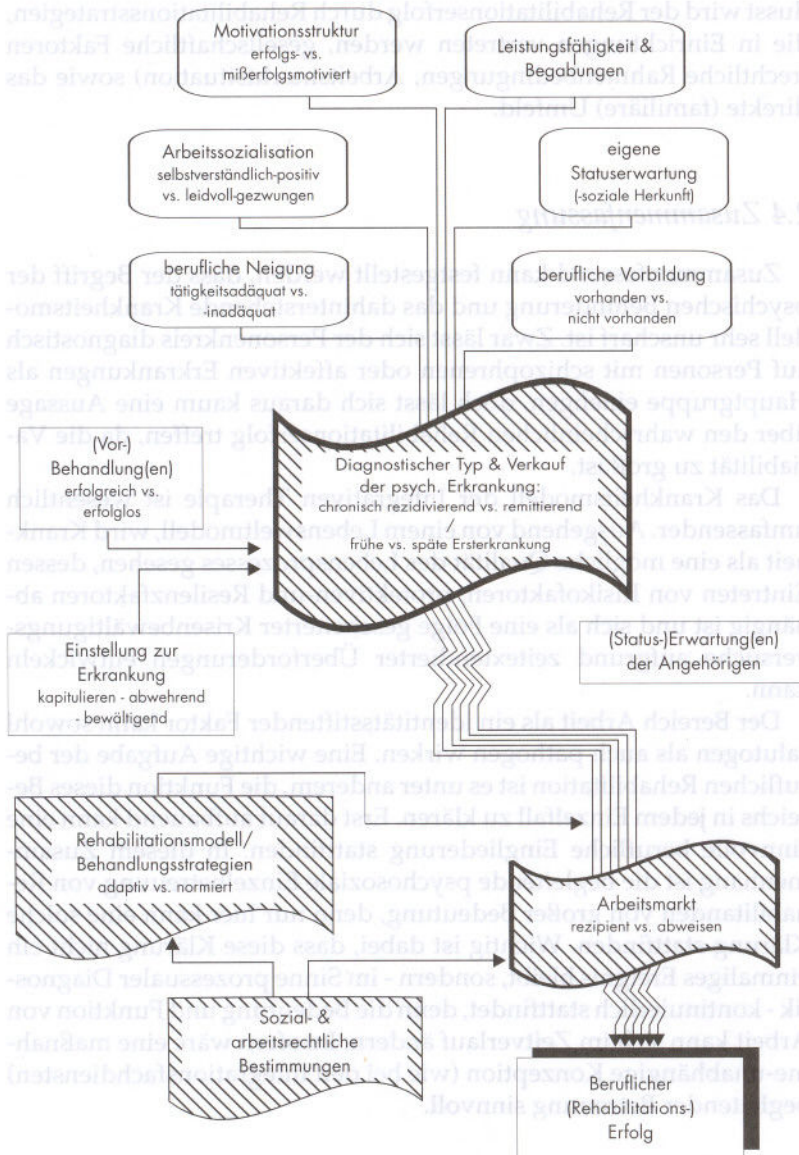 Motivationsstruktur
erfolgs- vs.
mißerfolgsmotiviert
Leistungsfähigkeit &
Begabungen
Arbeitssozialisation
selbstverständlich-positiv
vs. leidvoll-gezwungen
eigene
Statuserwartung
(-soziale Herkunft)
berufliche Neigung
tätigkeitsadäquat vs.
-inadäquat
berufliche Vorbildung
vorhanden vs.
nicht vorhanden
(Vor-)
Behandlung(en)
erfolgreich vs.
erfolglos
Diagnostischer Typ & Verkauf
der psych. Erkrankung:
chronisch rezidivierend vs. remittierend
/
frühe vs. späte Ersterkrankung
Einstellung zur
Erkrankung
kapitulieren - abwehrend
- bewältigend
(Status-)Erwartung(en)
der Angehörigen
Rehabilitationsmodell/
Behandlungsstrategien
adaptiv vs. normiert
Arbeitsmarkt
rezipient vs. abweisen
Sozial- &
arbeitsrechtliche
Bestimmungen
Beruflicher
(Rehabilitations-)
Erfolg